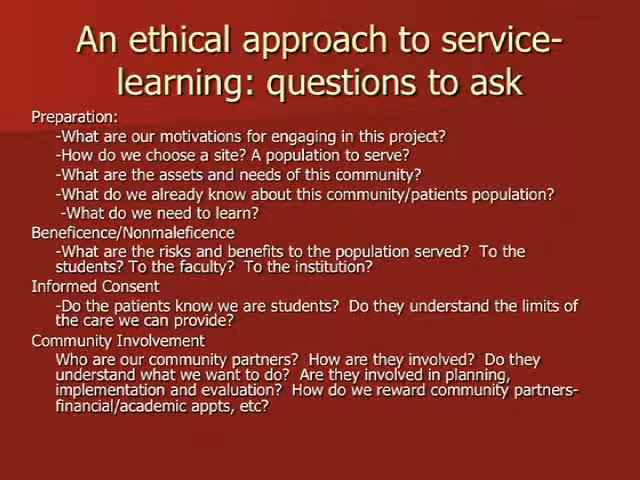 An ethical approach to service-
learning: questions to ask
Preparation:
-What are our motivations for engaging in this project?
-How do we choose a site? A population to serve?
-What are the assets and needs of this community?
-What do we already know about this community/patients population?
-What do we need to learn?
Beneficence/Nonmaleficence
-What are the risks and benefits to the population served? To the
students? To the faculty? To the institution?
Informed Consent
-Do the patients know we are students? Do they understand the limits of
the care we can provide?
Community Involvement
Who are our community partners? How are they involved? Do they
understand what we want to do? Are they involved in planning,
implementation and evaluation? How do we reward community partners-
financial/academic appts, etc?